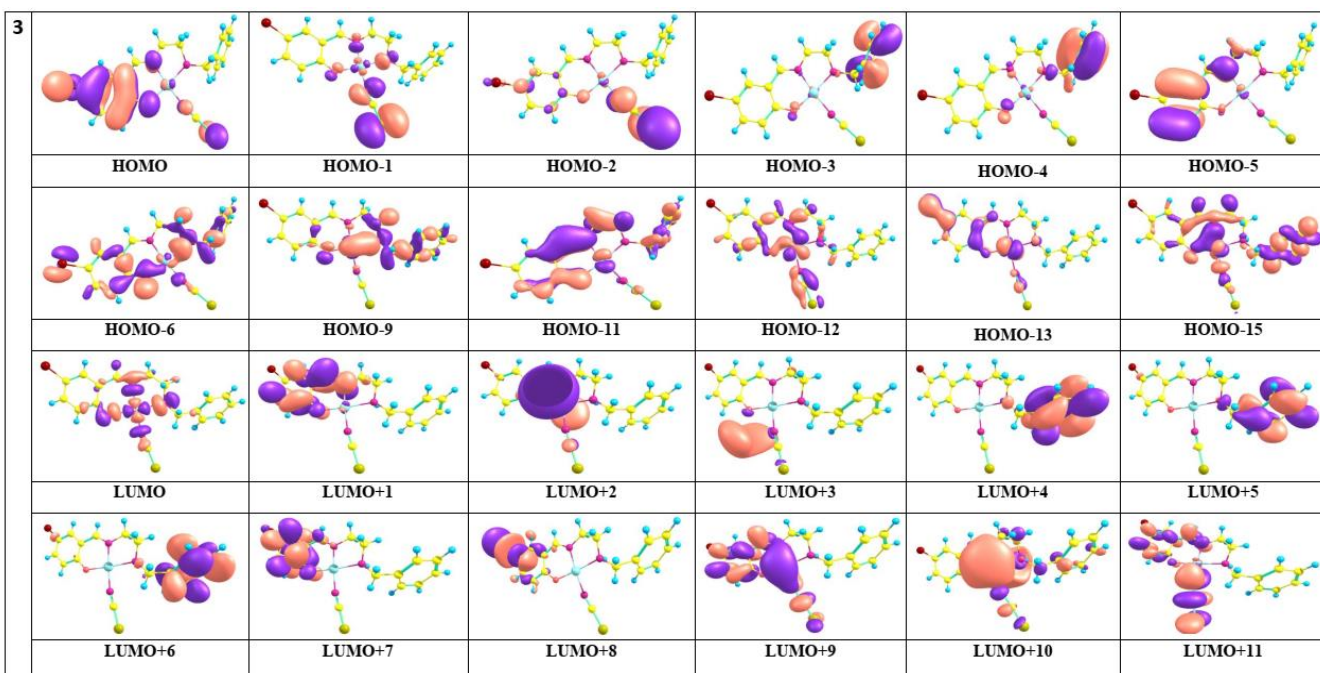 3
HOMO HOMO-1 HOMO-2 HOMO-3 HOMO-4 HOMO-5
HOMO-6 HOMO-9 HOMO-11 HOMO-12 HOMO-13 HOMO-15
LUMO LUMO+1 LUMO+2 LUMO+3 LUMO+4 LUMO+5
LUMO+6 LUMO+7 LUMO+8 LUMO+9 LUMO+10 LUMO+11